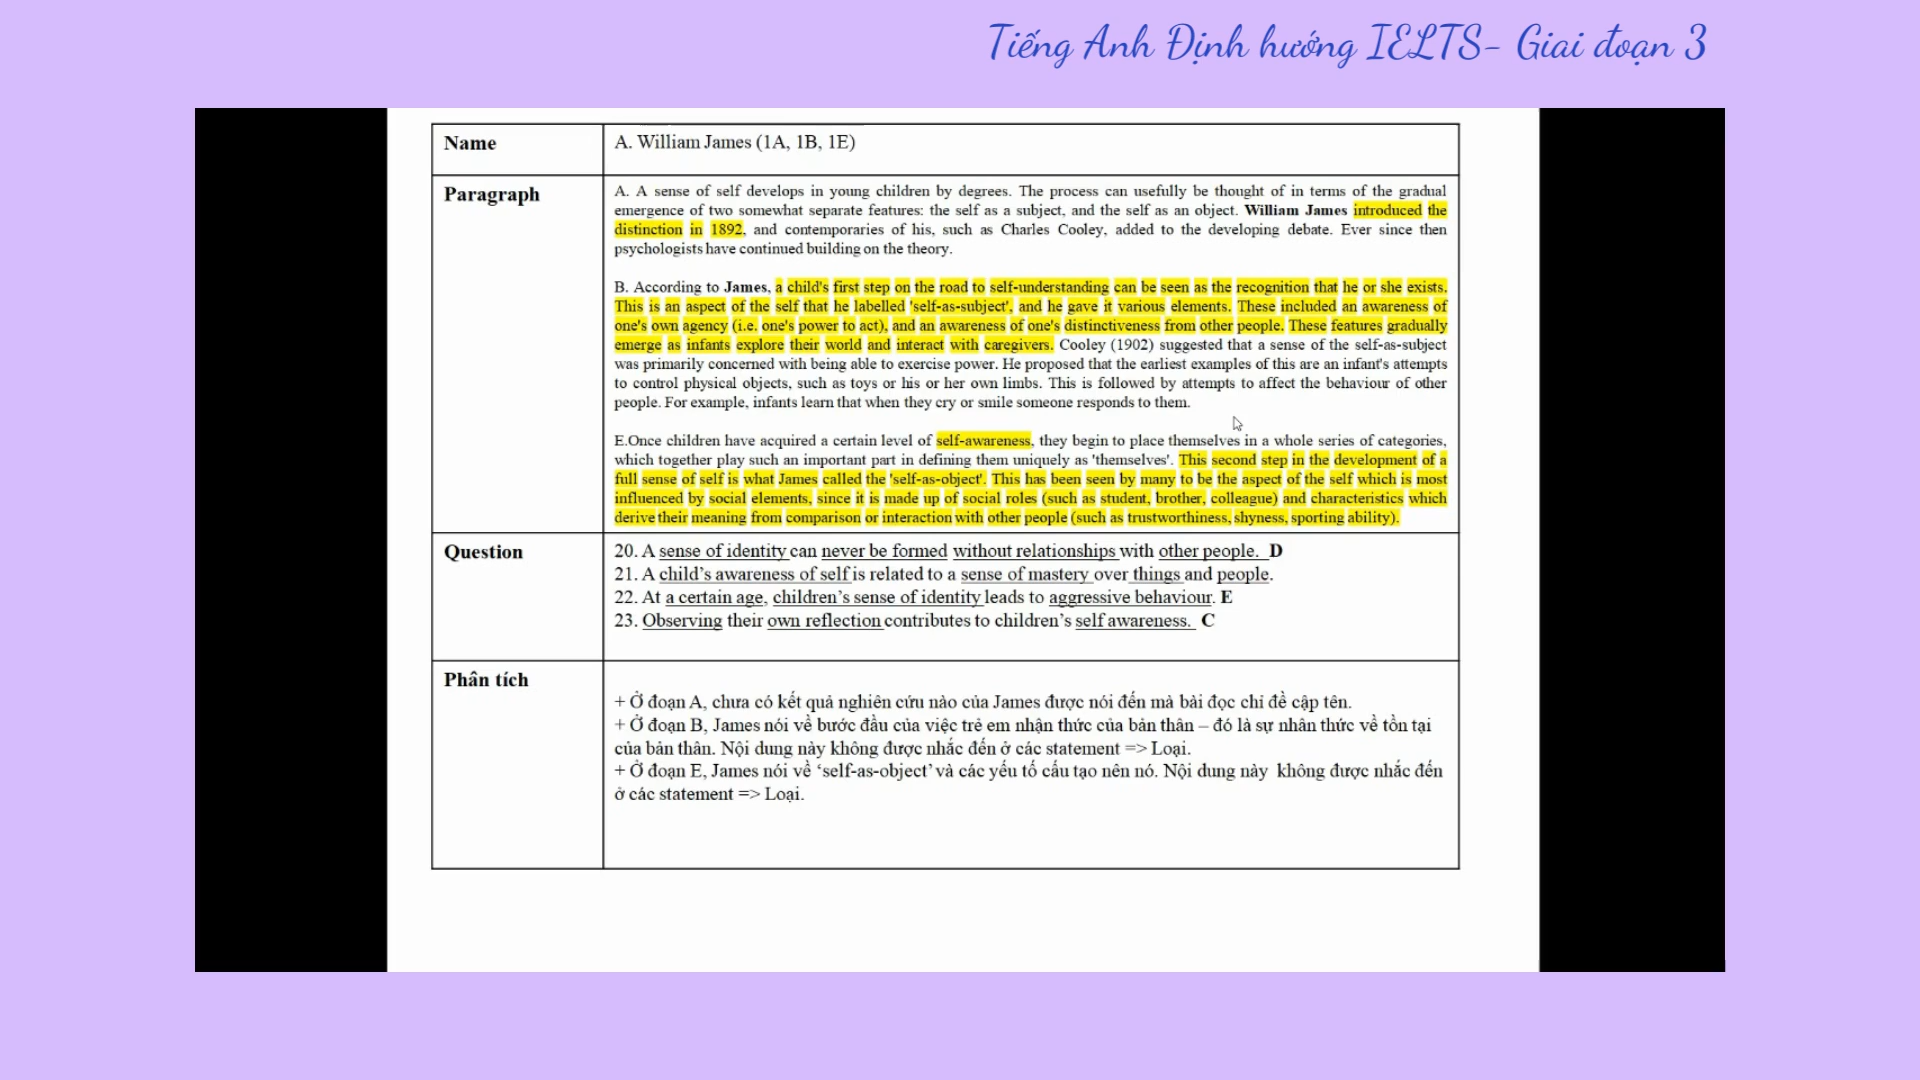 Tiếng Anh Định hướng IELTS- Giai đoạn 3
Name
A. William James (1A, 1B, 1E)
Paragraph
A. A sense of self develops in young children by degrees. The process can usefully be thought of in terms of the gradual
emergence of two somewhat separate features: the self as a subject, and the self as an object. William James introduced the
distinction in 1892, and contemporaries of his, such as Charles Cooley, added to the developing debate. Ever since then
psychologists have continued building on the theory.
B. According to James, a child's first step on the road to self-understanding can be seen as the recognition that he or she exists.
This is an aspect of the self that he labelled 'self-as-subject', and he gave it various elements. These included an awareness of
one's own agency (i.e. one's power to act), and an awareness of one's distinctiveness from other people. These features gradually
emerge as infants explore their world and interact with caregivers. Cooley (1902) suggested that a sense of the self-as-subject
was primarily concerned with being able to exercise power. He proposed that the earliest examples of this are an infant's attempts
to control physical objects, such as toys or his or her own limbs. This is followed by attempts to affect the behaviour of other
people. For example, infants learn that when they cry or smile someone responds to them.
E.Once children have acquired a certain level of self-awareness, they begin to place themselves in a whole series of categories,
which together play such an important part in defining them uniquely as 'themselves'. This second step in the development of a
full sense of self is what James called the 'self-as-object'. This has been seen by many to be the aspect of the self which is most
influenced by social elements, since it is made up of social roles (such as student, brother, colleague) and characteristics which
derive their meaning from comparison or interaction with other people (such as trustworthiness, shyness, sporting ability).
Question
20. A sense of identity can never be formed without relationships with other people. D
21. A child’s awareness of self is related to a sense of mastery over things and people.
22. At a certain age, children’s sense of identity leads to aggressive behaviour. E
23. Observing their own reflection contributes to children’s self awareness. C
Phân tích
+ Ở đoạn A, chưa có kết quả nghiên cứu nào của James được nói đến mà bài đọc chỉ đề cập tên.
+ Ở đoạn B, James nói về bước đầu của việc trẻ em nhận thức của bản thân – đó là sự nhân thức về tồn tại
của bản thân. Nội dung này không được nhắc đến ở các statement => Loại.
+ Ở đoạn E, James nói về ‘self-as-object’ và các yếu tố cấu tạo nên nó. Nội dung này không được nhắc đến
ở các statement => Loại.